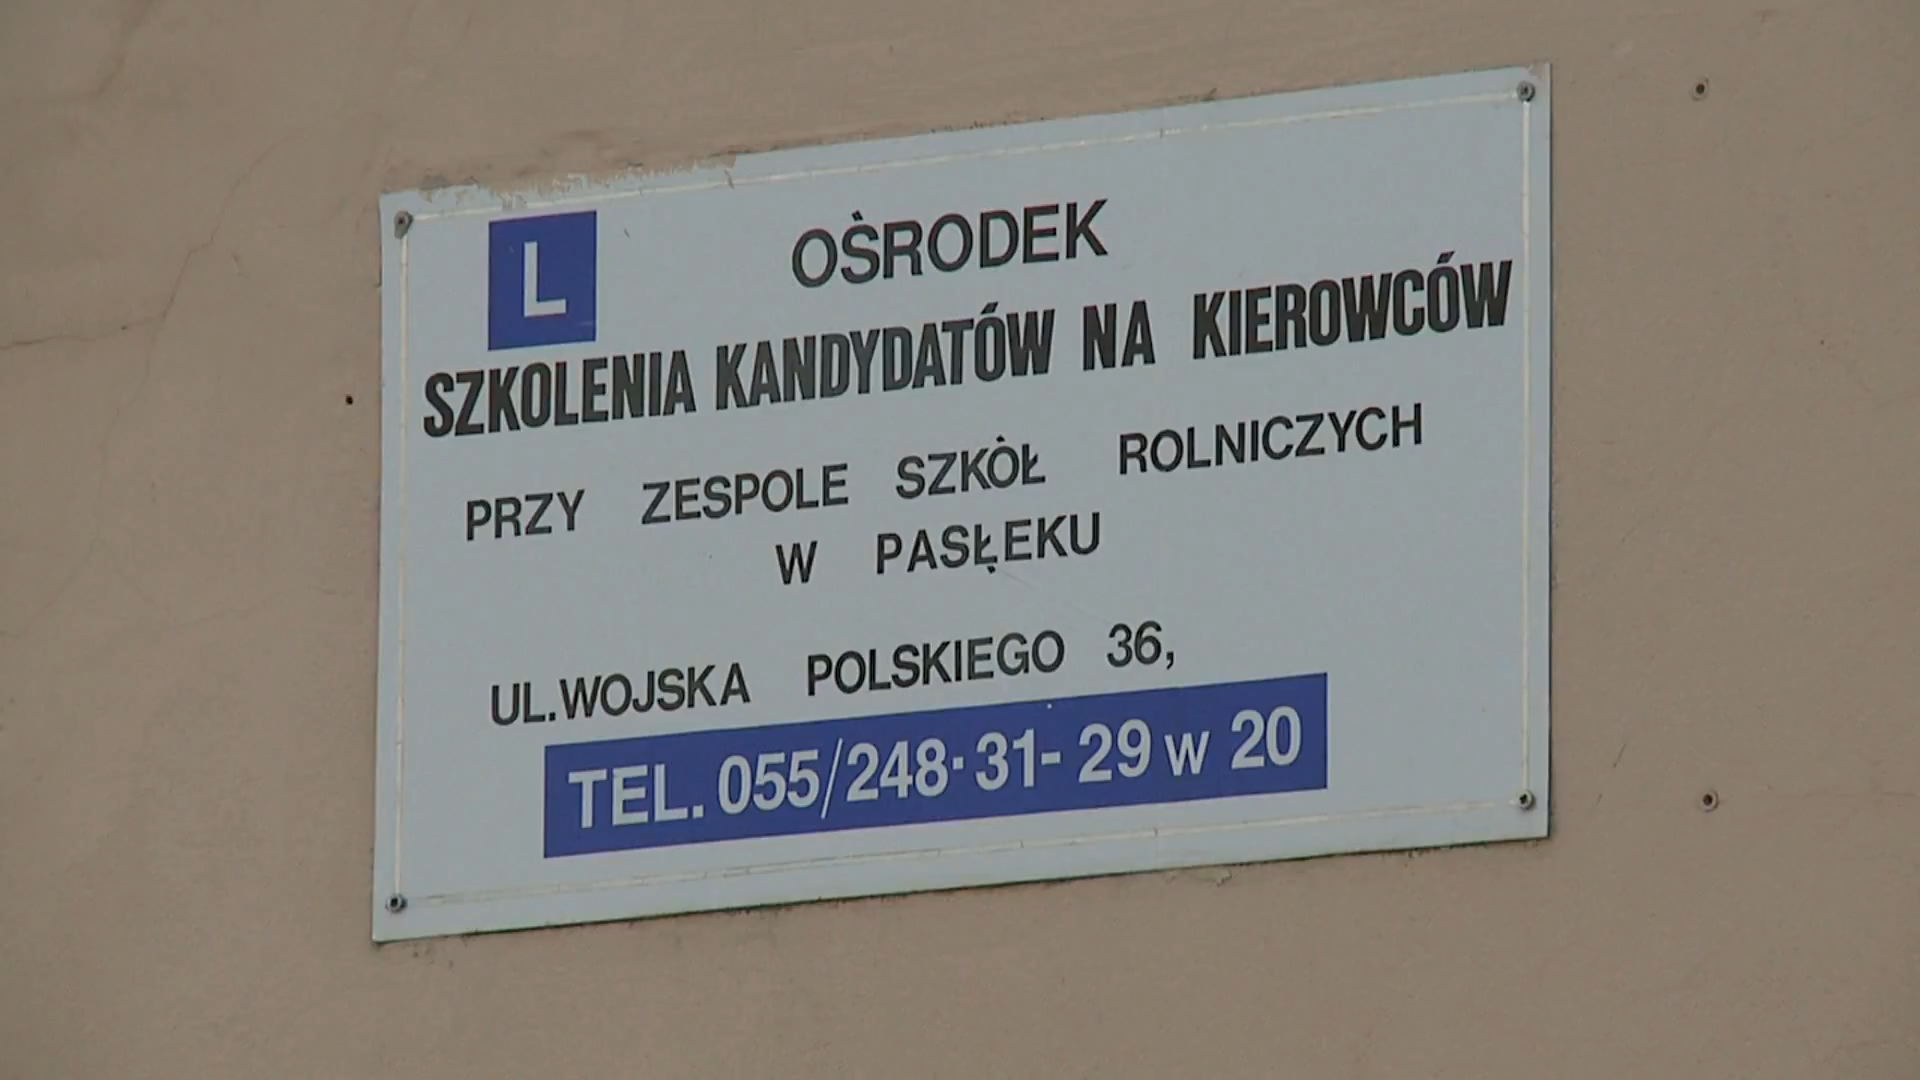 L
OŚRODEK
SZKOLENIA KANDYDATÓW NA KIEROWCÓW
PRZY ZESPOLE SZKÓŁ ROLNICZYCH
W PASŁĘKU
UL.WOJSKA POLSKIEGO 36,
TEL. 055/248-31-29 w 20